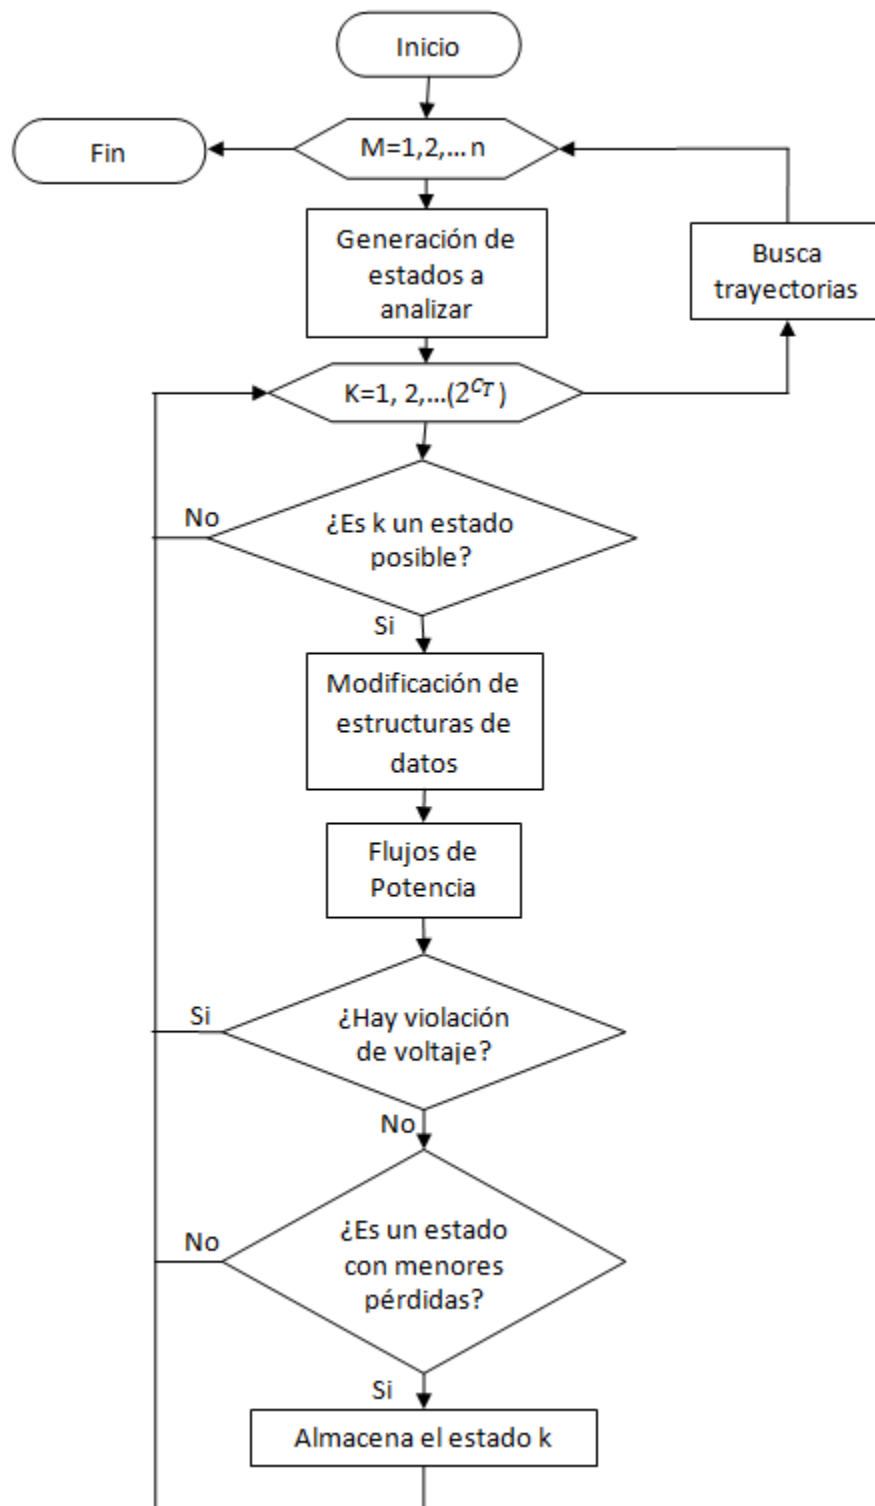 Inicio
Fin
M=1,2,... n
Generación de
estados a
analizar
Busca
trayectorias
K=1, 2,...(2^{C_T})
No
¿Es k un estado
posible?
Si
Modificación de
estructuras de
datos
Flujos de
Potencia
Si
¿Hay violación
de voltaje?
No
No
¿Es un estado
con menores
pérdidas?
Si
Almacena el estado k